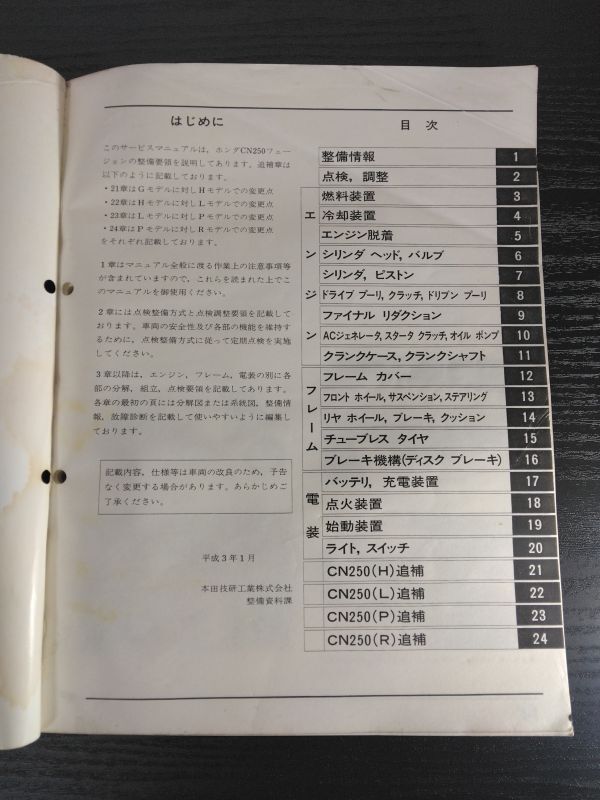 はじめに
このサービスマニュアルは、ホンダCN250フュー
ジョンの整備要領を説明してあります。追補章は
以下のように記載してあります。
・21章はGモデルに対しHモデルでの変更点
・22章はHモデルに対しLモデルでの変更点
・23章はLモデルに対しPモデルでの変更点
・24章はPモデルに対しRモデルでの変更点
をそれぞれ記載しております。
1章はマニュアル全般に渡る作業上の注意事項等
が含まれていますので、これらを読まれた上でこ
のマニュアルを御使用ください。
2章には点検整備方式と点検調整要領を記載して
おります。車両の安全性及び各部の機能を維持す
るために、点検整備方式に従って定期点検を実施
してください。
3章以降は、エンジン、フレーム、電装の別に各
部の分解、組立、点検要領を記載してあります。
各章の最初の頁には分解図または系統図、整備情
報、故障診断を記載して使いやすいように編集し
ております。
記載内容、仕様等は車両の改良のため、予告
なく変更する場合があります。あらかじめご
了承ください。
平成3年1月
本田技研工業株式会社
整備資料課
目次
整備情報 1
点検，調整 2
エンジン
燃料装置 3
冷却装置 4
エンジン脱着 5
シリンダ ヘッド，バルブ 6
シリンダ，ピストン 7
ドライブ プーリ，クラッチ，ドリブン プーリ 8
ファイナル リダクション 9
ACジェネレータ，スタータ クラッチ，オイル ポンプ 10
クランクケース，クランクシャフト 11
フレーム
フレーム カバー 12
フロント ホイール，サスペンション，ステアリング 13
リヤ ホイール，ブレーキ，クッション 14
チューブレス タイヤ 15
ブレーキ機構(ディスク ブレーキ) 16
電装
バッテリ，充電装置 17
点火装置 18
始動装置 19
ライト，スイッチ 20
CN250(H)追補 21
CN250(L)追補 22
CN250(P)追補 23
CN250(R)追補 24